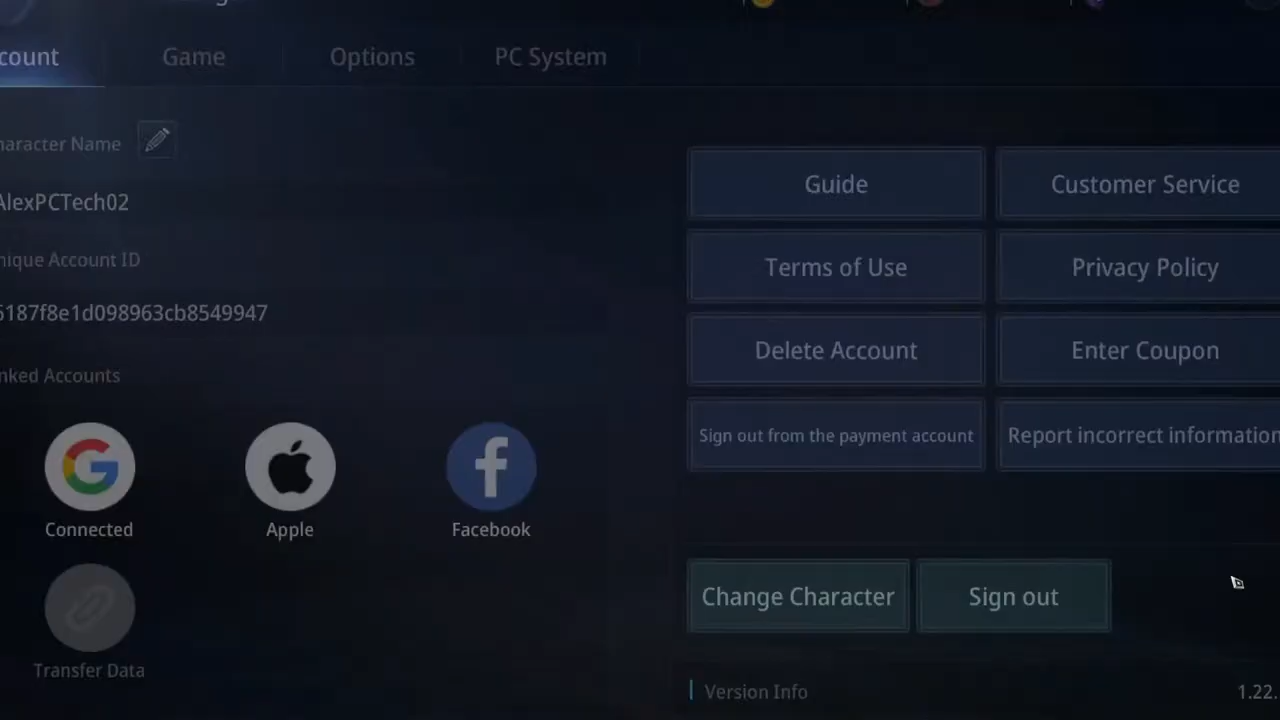 count
Game
Options
PC System
haracter Name
AlexPCTech02
nique Account ID
6187f8e1d098963cb8549947
nked Accounts
Connected
Apple
Facebook
Transfer Data
Guide
Customer Service
Terms of Use
Privacy Policy
Delete Account
Enter Coupon
Sign out from the payment account
Report incorrect information
Change Character
Sign out
Version Info
1.22.